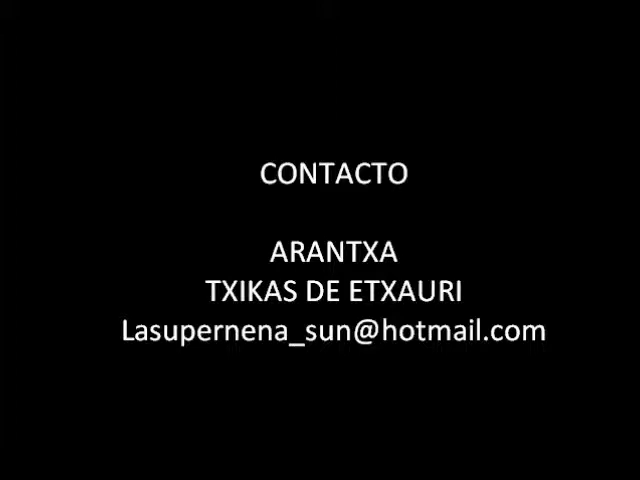 CONTACTO
ARANTXA
TXIKAS DE ETXAURI
Lasupernena_sun@hotmail.com